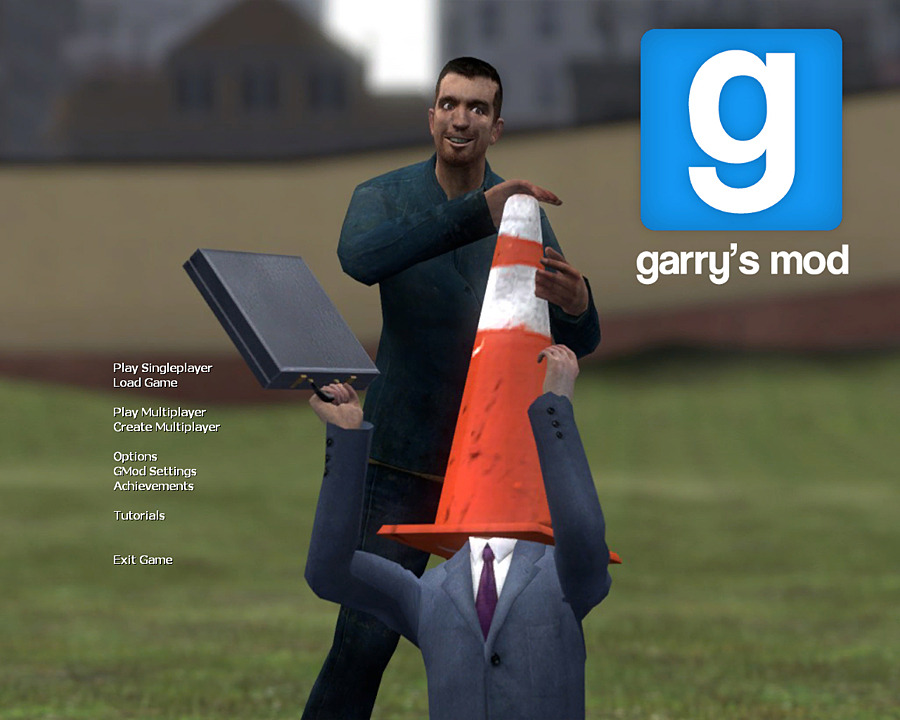 g
garry's mod
Play Singleplayer
Load Game
Play Multiplayer
Create Multiplayer
Options
GMod Settings
Achievements
Tutorials
Exit Game